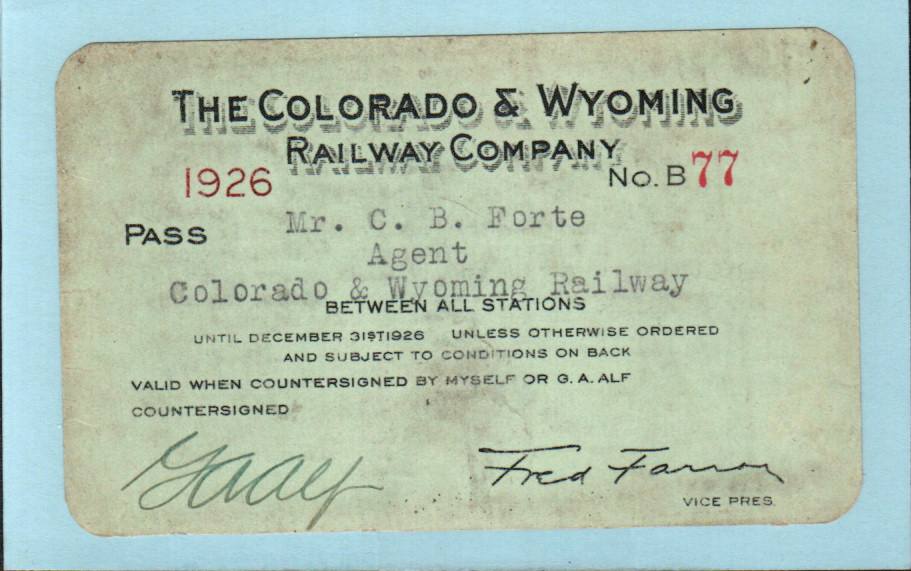 THE COLORADO & WYOMING
RAILWAY COMPANY
1926 No. B 77
PASS Mr. C. B. Forte
Agent
Colorado & Wyoming Railway
BETWEEN ALL STATIONS
UNTIL DECEMBER 31ST 1926 UNLESS OTHERWISE ORDERED
AND SUBJECT TO CONDITIONS ON BACK
VALID WHEN COUNTERSIGNED BY MYSELF OR G. A. ALF
COUNTERSIGNED
G A Alf Fred Farrar
VICE PRES.